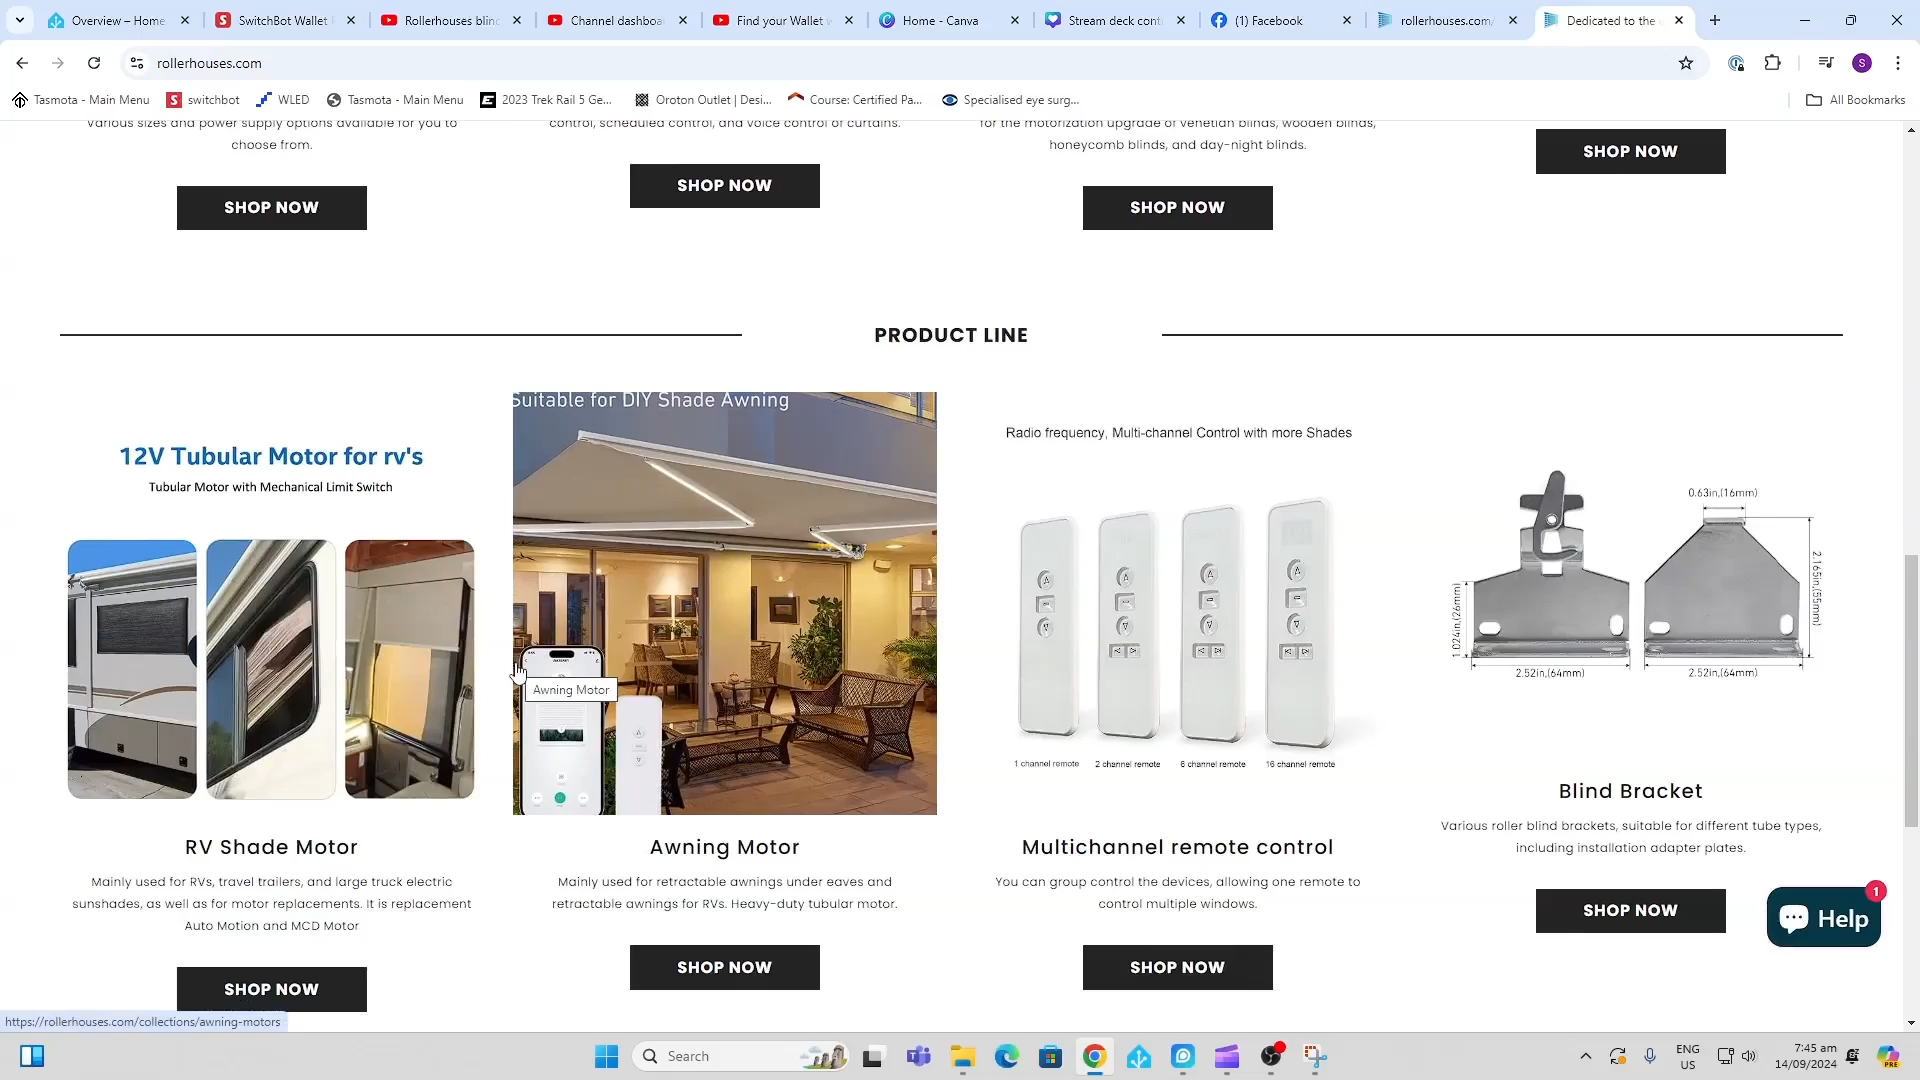 Overview – Home
SwitchBot Wallet
Rollerhouses blin
Channel dashboa
Find your Wallet w
Home - Canva
Stream deck cont
(1) Facebook
rollerhouses.com/
Dedicated to the
rollerhouses.com
S
Tasmota - Main Menu
switchbot
WLED
Tasmota - Main Menu
2023 Trek Rail 5 Ge...
Oroton Outlet | Desi...
Course: Certified Pa...
Specialised eye surg...
All Bookmarks
Various sizes and power supply options available for you to
choose from.
SHOP NOW
control, scheduled control, and voice control of curtains.
SHOP NOW
for the motorization upgrade of venetian blinds, wooden blinds,
honeycomb blinds, and day-night blinds.
SHOP NOW
SHOP NOW
PRODUCT LINE
12V Tubular Motor for rv's
Tubular Motor with Mechanical Limit Switch
RV Shade Motor
Mainly used for RVs, travel trailers, and large truck electric
sunshades, as well as for motor replacements. It is replacement
Auto Motion and MCD Motor
SHOP NOW
Suitable for DIY Shade Awning
Awning Motor
Awning Motor
Mainly used for retractable awnings under eaves and
retractable awnings for RVs. Heavy-duty tubular motor.
SHOP NOW
Radio frequency, Multi-channel Control with more Shades
1 channel remote
2 channel remote
6 channel remote
16 channel remote
Multichannel remote control
You can group control the devices, allowing one remote to
control multiple windows.
SHOP NOW
0.63in,(16mm)
1.024in,(26mm)
2.165in,(55mm)
2.52in,(64mm)
2.52in,(64mm)
Blind Bracket
Various roller blind brackets, suitable for different tube types,
including installation adapter plates.
SHOP NOW
1
Help
https://rollerhouses.com/collections/awning-motors
Search
ENG
US
7:45 am
14/09/2024
PRE